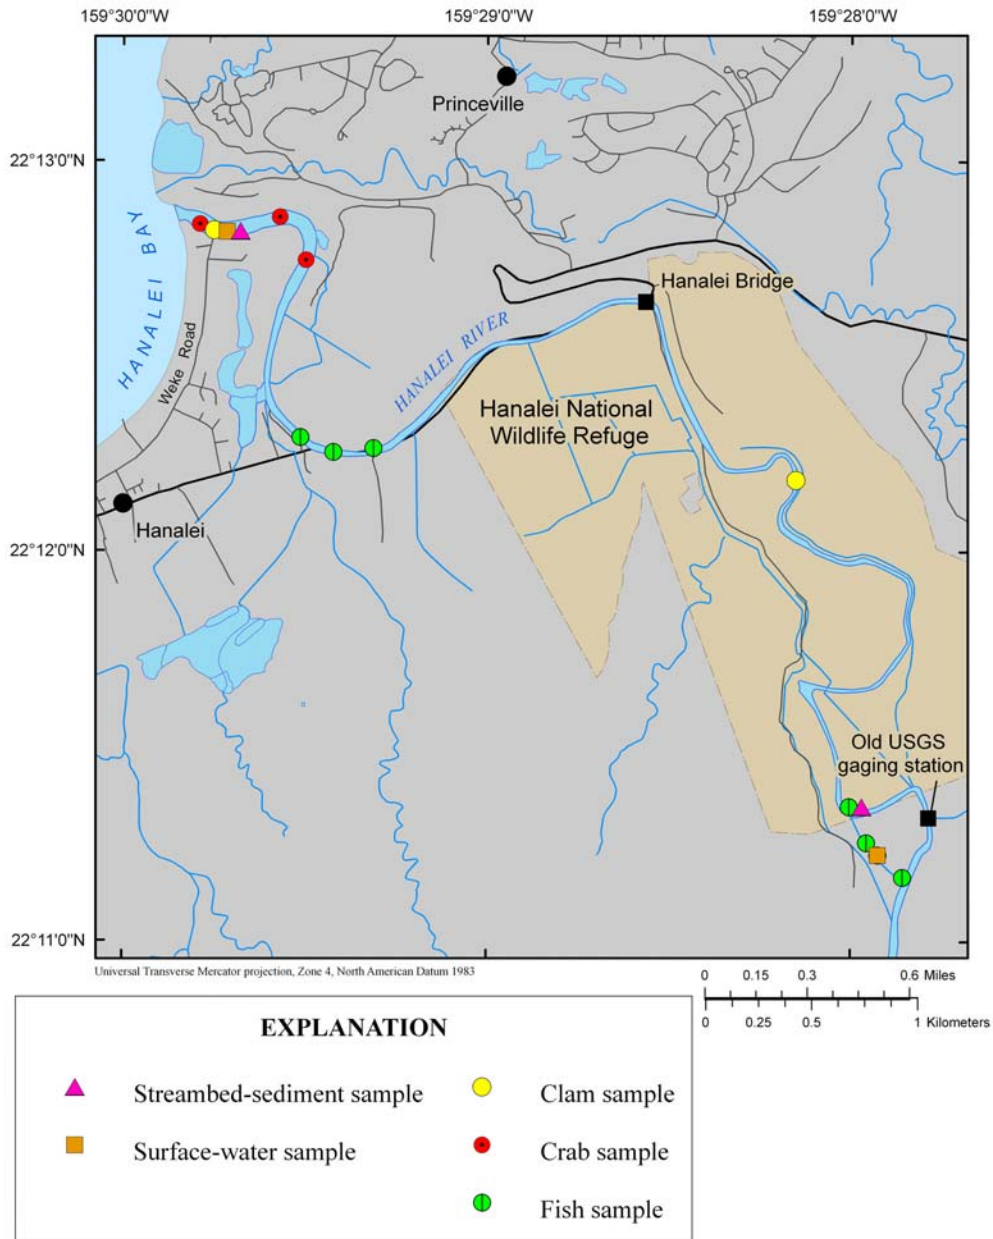 159°30'0"W 159°29'0"W 159°28'0"W
Princeville
22°13'0"N
HANALEI BAY
Hanalei Bridge
HANALEI RIVER
Weke Road
Hanalei National
Wildlife Refuge
Hanalei
22°12'0"N
Old USGS
gaging station
22°11'0"N
Universal Transverse Mercator projection, Zone 4, North American Datum 1983
0 0.15 0.3 0.6 Miles
0 0.25 0.5 1 Kilometers
EXPLANATION
Streambed-sediment sample
Clam sample
Surface-water sample
Crab sample
Fish sample